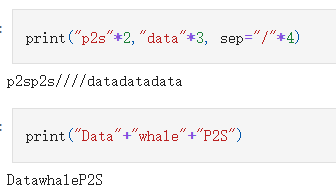 :
print("p2s"*2,"data"*3, sep="/"*4)
p2sp2s////datadatadata
:
print("Data"+"whale"+"P2S")
DatawhaleP2S